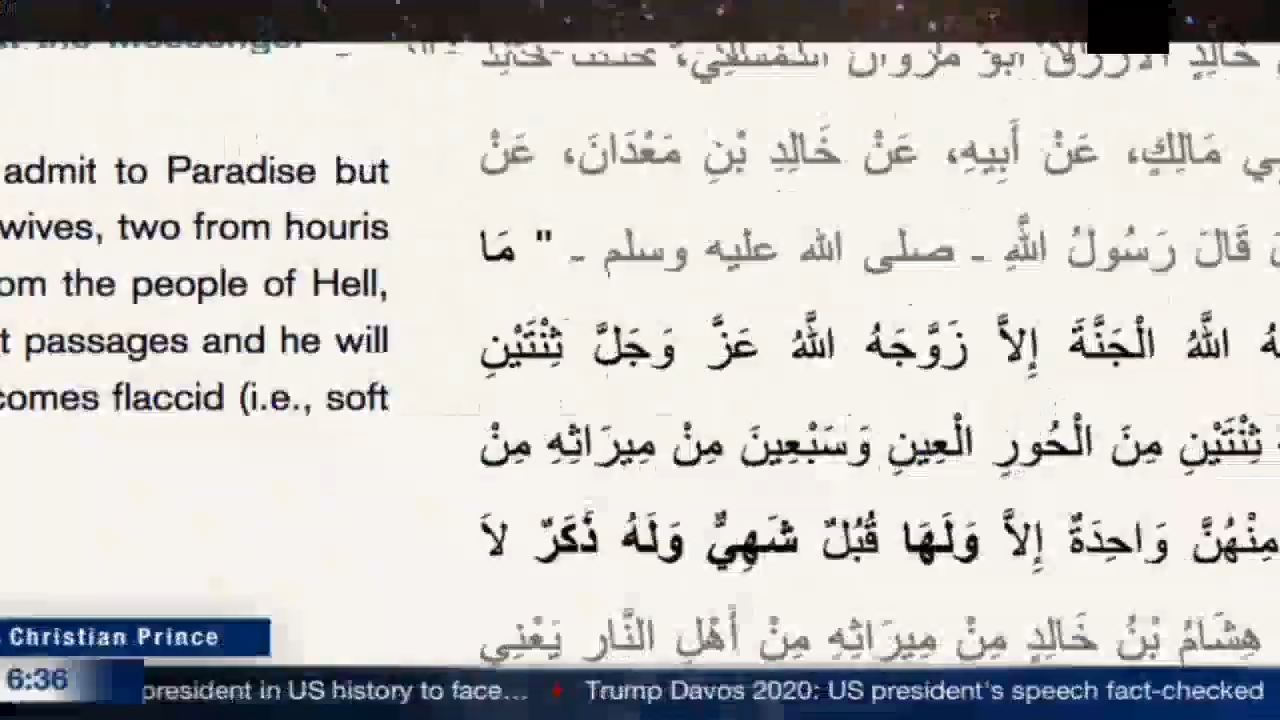 admit to Paradise but
wives, two from houris
om the people of Hell,
t passages and he will
comes flaccid (i.e., soft
مَالِكٍ، عَنْ أَبِيهِ، عَنْ خَالِدِ بْنِ مَعْدَانَ، عَنْ
قَالَ رَسُولُ اللَّهِ ـ صلى الله عليه وسلم ـ " مَا
اللَّهُ الْجَنَّةَ إِلاَّ زَوَّجَهُ اللَّهُ عَزَّ وَجَلَّ ثِنْتَيْنِ
ثِنْتَيْنِ مِنَ الْحُورِ الْعِينِ وَسَبْعِينَ مِنْ مِيرَاثِهِ مِنْ
مِنْهُنَّ وَاحِدَةٌ إِلاَّ وَلَهَا قُبُلٌ شَهِيٌّ وَلَهُ ذَكَرٌ لاَ
هِشَامُ بْنُ خَالِدٍ مِنْ مِيرَاثِهِ مِنْ أَهْلِ النَّارِ يَعْنِي
Christian Prince
6:36
president in US history to face... Trump Davos 2020: US president's speech fact-checked